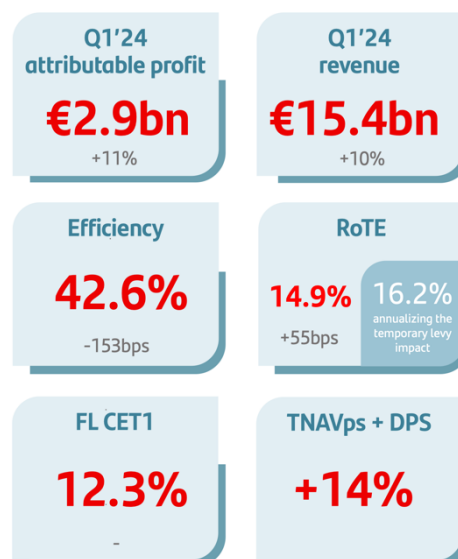 Q1'24
attributable profit
€2.9bn
+11%
Q1'24
revenue
€15.4bn
+10%
Efficiency
42.6%
-153bps
RoTE
14.9%
+55bps
16.2%
annualizing the
temporary levy
impact
FL CET1
12.3%
-
TNAVps + DPS
+14%